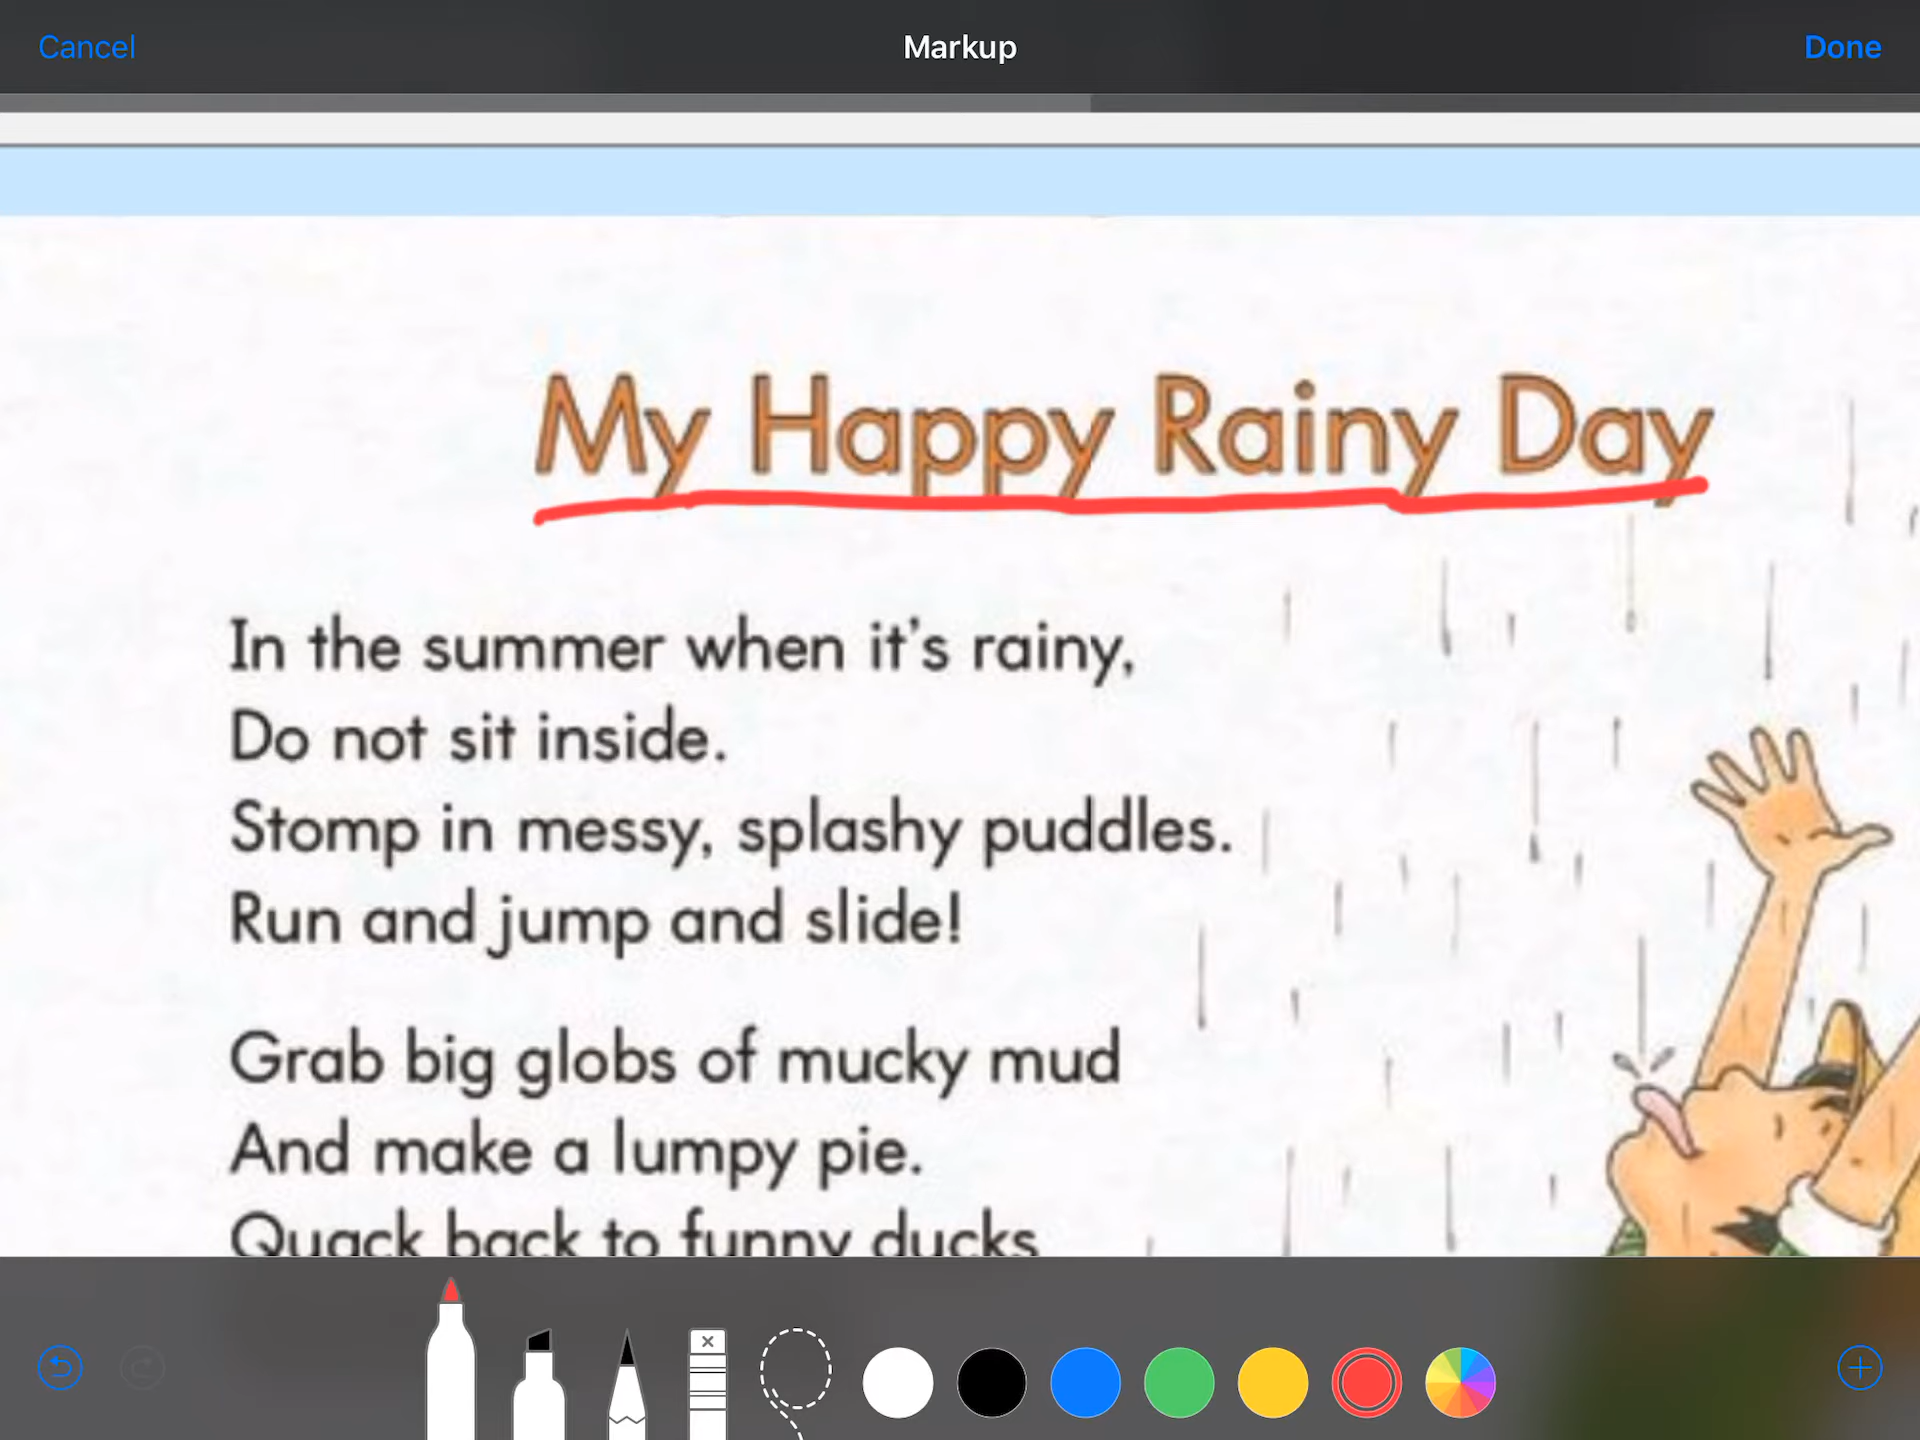 Cancel
Markup
Done
My Happy Rainy Day
In the summer when it's rainy,
Do not sit inside.
Stomp in messy, splashy puddles.
Run and jump and slide!
Grab big globs of mucky mud
And make a lumpy pie.
Quack back to funny ducks